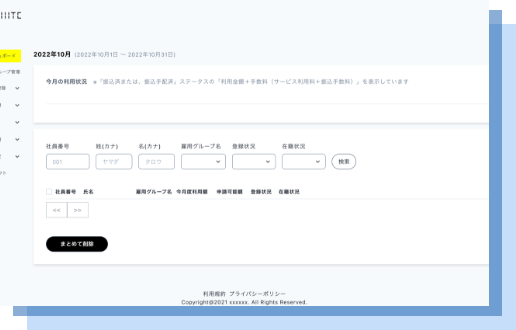 2022年10月 (2022年10月1日 ~ 2022年10月31日)
今月の利用状況 ※「振込済または、振込手配済」ステータスの「利用金額+手数料(サービス利用料+振込手数料)」を表示しています
社員番号 姓(カナ) 名(カナ) 雇用グループ名 登録状況 在籍状況
001 ヤマダ タロウ 検索
社員番号 氏名 雇用グループ名 今月度利用額 申請可能額 登録状況 在籍状況
<< >>
まとめて削除
利用規約 プライバシーポリシー
Copyright@2021 xxxxxx. All Rights Reserved.